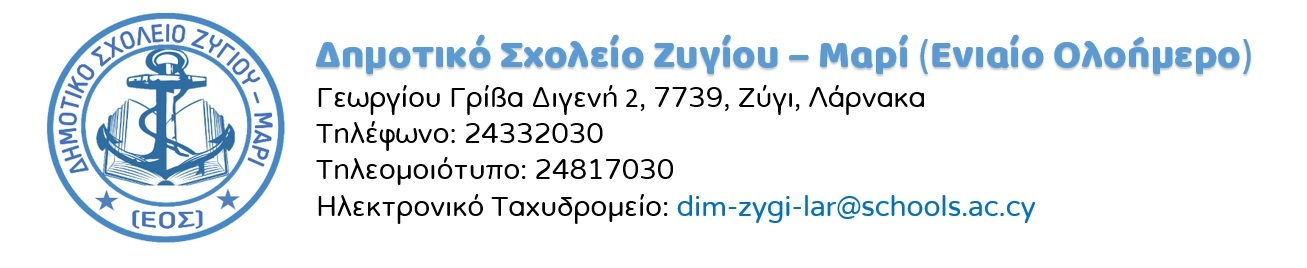 ΔΗΜΟΤΙΚΟ ΣΧΟΛΕΙΟ ΖΥΓΙΟΥ – ΜΑΡΙ
(ΕΟΣ)
Δημοτικό Σχολείο Ζυγίου – Μαρί (Ενιαίο Ολοήμερο)
Γεωργίου Γρίβα Διγενή 2, 7739, Ζύγι, Λάρνακα
Τηλέφωνο: 24332030
Τηλεομοιότυπο: 24817030
Ηλεκτρονικό Ταχυδρομείο: dim-zygi-lar@schools.ac.cy